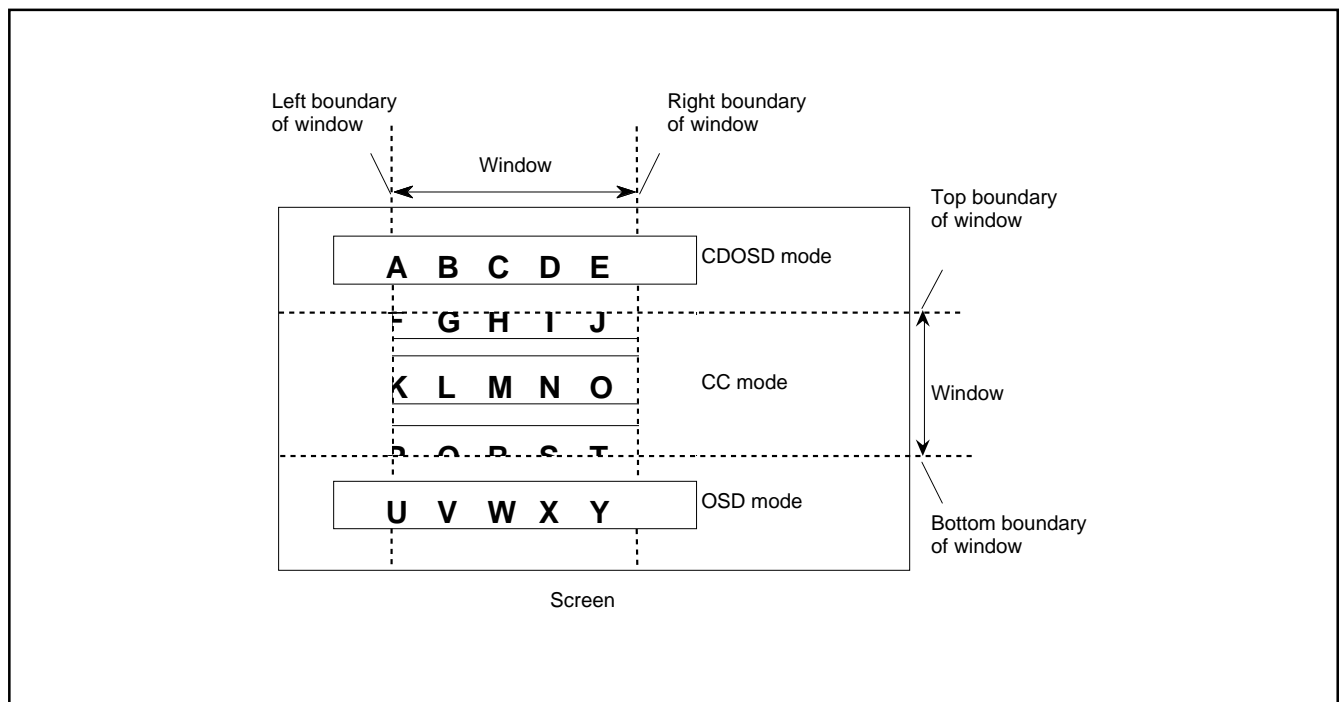 Left boundary
of window
Right boundary
of window
Window
Top boundary
of window
A B C D E
CDOSD mode
G H I J
K L M N O
CC mode
Window
S T
U V W X Y
OSD mode
Bottom boundary
of window
Screen